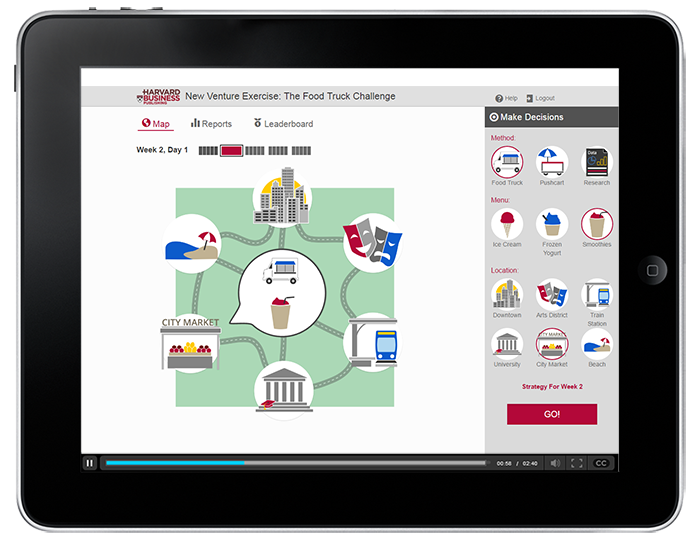 HARVARD
BUSINESS
PUBLISHING
New Venture Exercise: The Food Truck Challenge
Help
Logout
Map
Reports
Leaderboard
Make Decisions
Week 2, Day 1
Method:
Data
Food Truck
Pushcart
Research
Menu:
Ice Cream
Frozen
Yogurt
Smoothies
Location:
CITY MARKET
Downtown
Arts District
Train
Station
CITY MARKET
University
City Market
Beach
Strategy For Week 2
GO!
00:58 / 02:40
CC